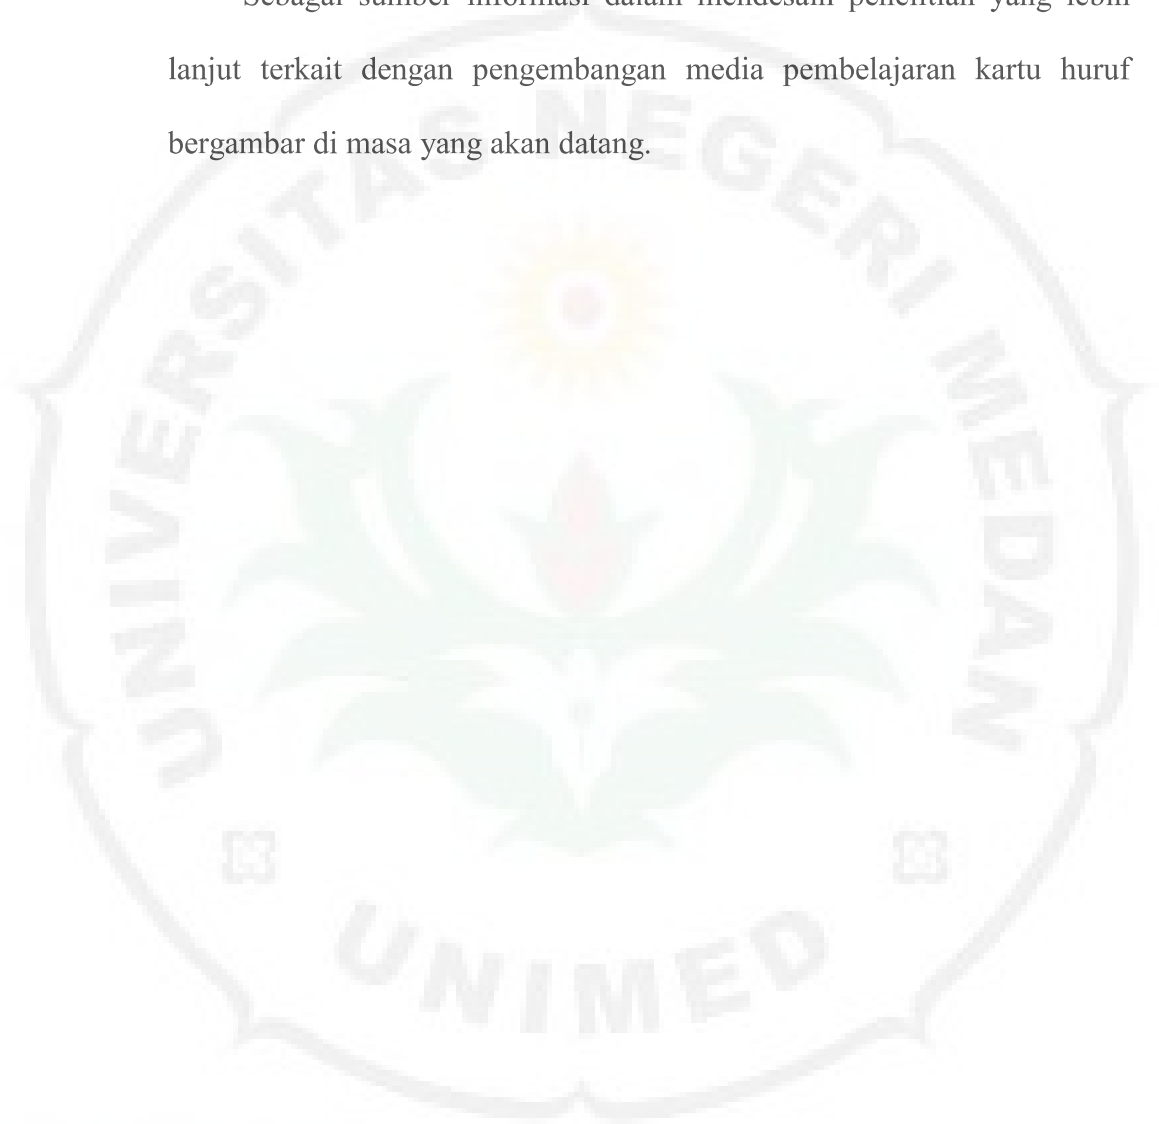 Sebagai sumber informasi dalam mendesain penelitian yang lebih
lanjut terkait dengan pengembangan media pembelajaran kartu huruf
bergambar di masa yang akan datang.
UNIVERSITAS NEGERI MEDAN
UNIMED